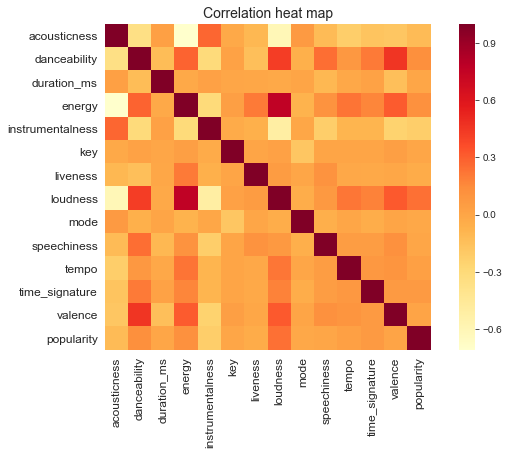 Correlation heat map
acousticness
danceability
duration_ms
energy
instrumentalness
key
liveness
loudness
mode
speechiness
tempo
time_signature
valence
popularity
acousticness
danceability
duration_ms
energy
instrumentalness
key
liveness
loudness
mode
speechiness
tempo
time_signature
valence
popularity
0.9
0.6
0.3
0.0
−0.3
−0.6